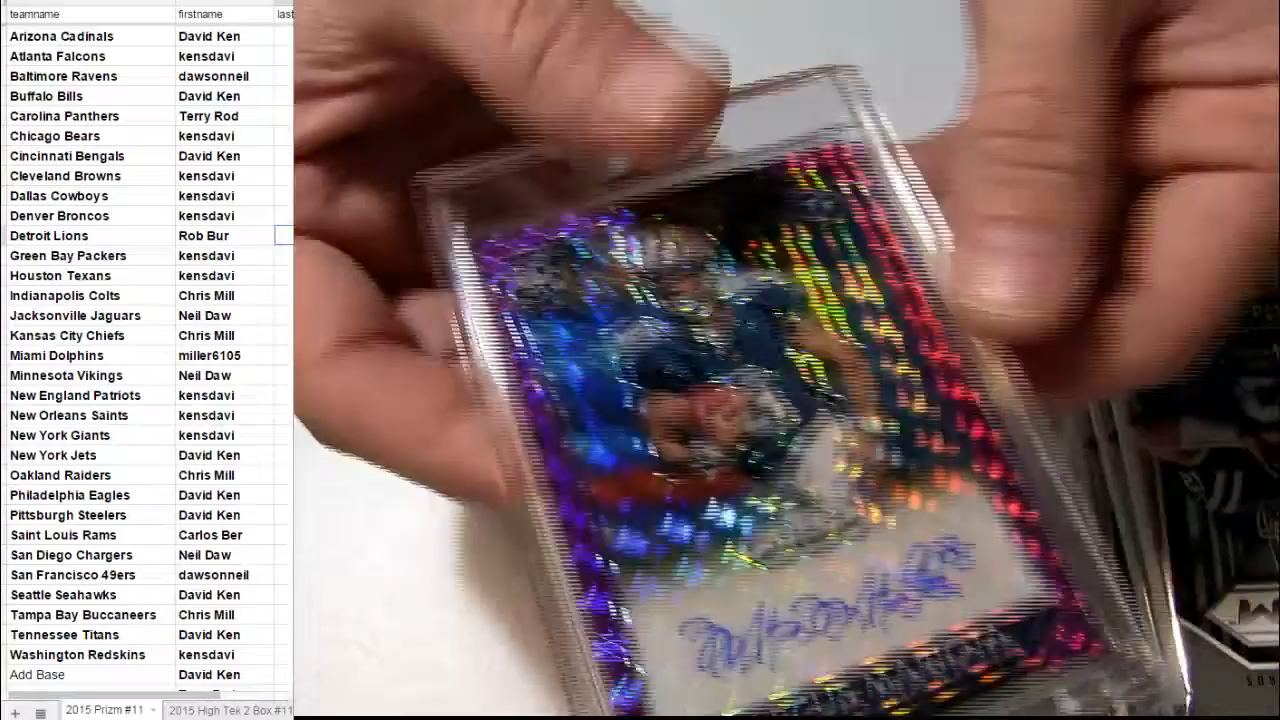 teamname firstname last
Arizona Cadinals David Ken
Atlanta Falcons kensdavi
Baltimore Ravens dawsonneil
Buffalo Bills David Ken
Carolina Panthers Terry Rod
Chicago Bears kensdavi
Cincinnati Bengals David Ken
Cleveland Browns kensdavi
Dallas Cowboys kensdavi
Denver Broncos kensdavi
Detroit Lions Rob Bur
Green Bay Packers kensdavi
Houston Texans kensdavi
Indianapolis Colts Chris Mill
Jacksonville Jaguars Neil Daw
Kansas City Chiefs Chris Mill
Miami Dolphins miller6105
Minnesota Vikings Neil Daw
New England Patriots kensdavi
New Orleans Saints kensdavi
New York Giants kensdavi
New York Jets David Ken
Oakland Raiders Chris Mill
Philadelphia Eagles David Ken
Pittsburgh Steelers David Ken
Saint Louis Rams Carlos Ber
San Diego Chargers Neil Daw
San Francisco 49ers dawsonneil
Seattle Seahawks David Ken
Tampa Bay Buccaneers Chris Mill
Tennessee Titans David Ken
Washington Redskins kensdavi
Add Base David Ken
2015 Prizm #11 2015 High Tek 2 Box #11